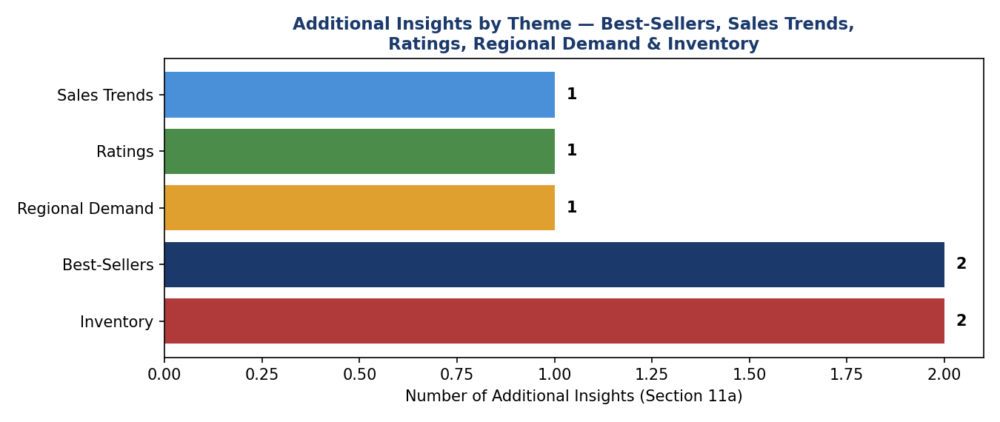 Additional Insights by Theme — Best-Sellers, Sales Trends,
Ratings, Regional Demand & Inventory
Sales Trends
1
Ratings
1
Regional Demand
1
Best-Sellers
2
Inventory
2
0.00 0.25 0.50 0.75 1.00 1.25 1.50 1.75 2.00
Number of Additional Insights (Section 11a)